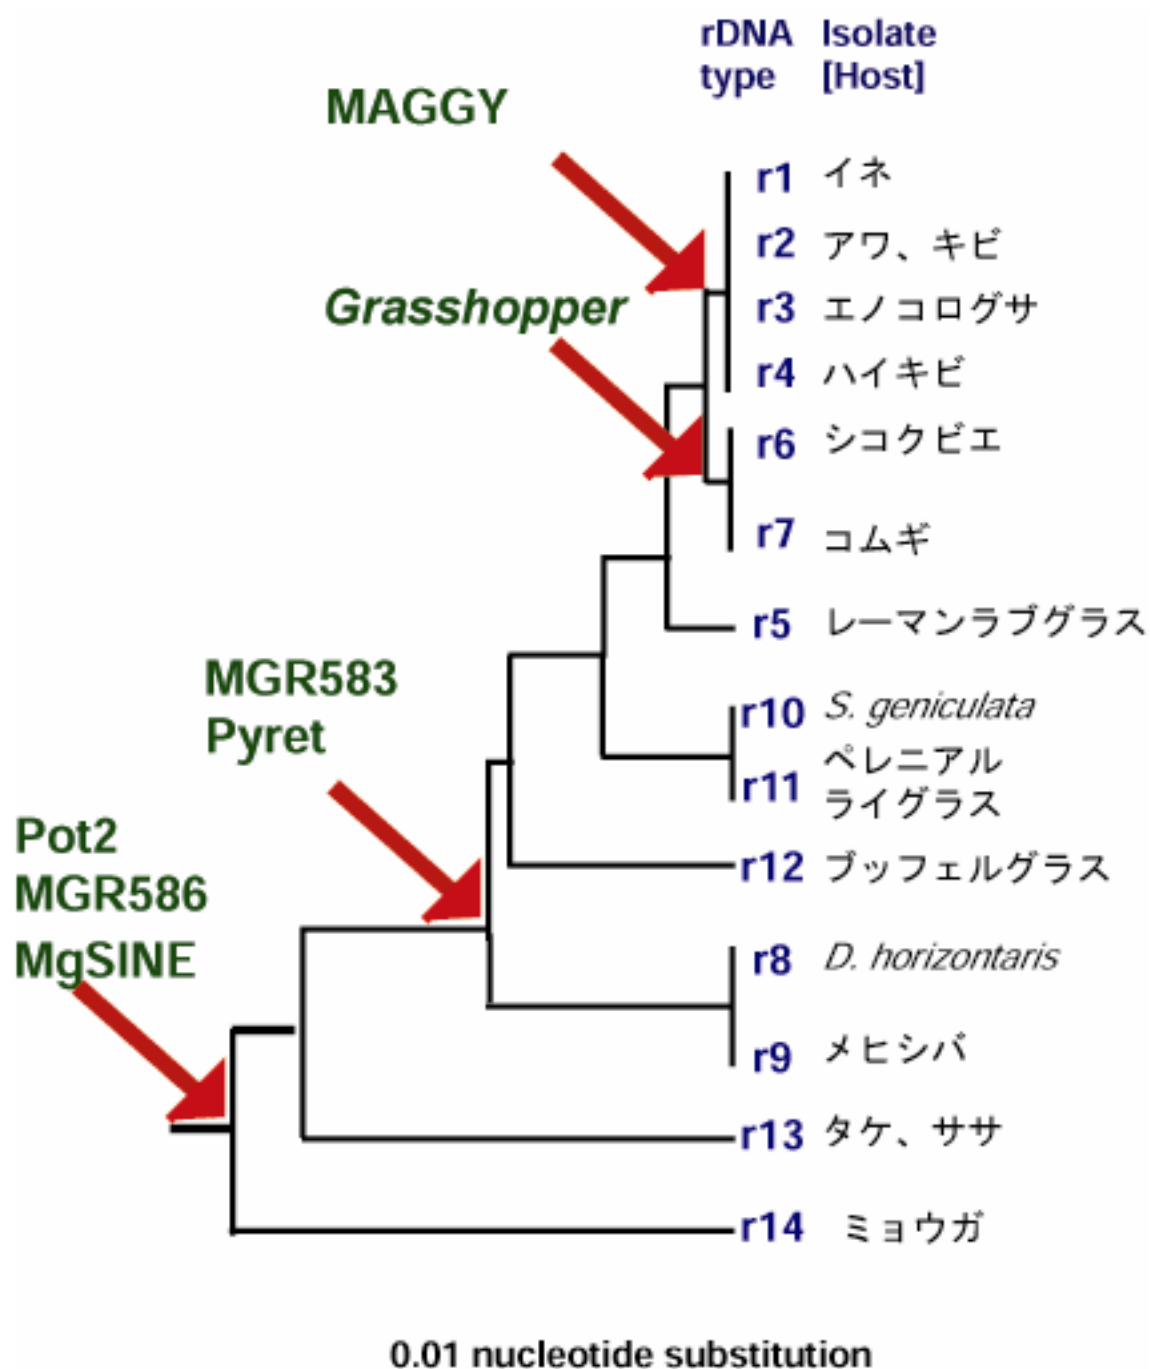 rDNA type
Isolate [Host]
MAGGY
r1 イネ
r2 アワ、キビ
Grasshopper
r3 エノコログサ
r4 ハイキビ
r6 シコクビエ
r7 コムギ
r5 レーマンラブグラス
MGR583
Pyret
r10 S. geniculata
r11 ペレニアル
ライグラス
Pot2
MGR586
MgSINE
r12 ブッフェルグラス
r8 D. horizontaris
r9 メヒシバ
r13 タケ、ササ
r14 ミョウガ
0.01 nucleotide substitution